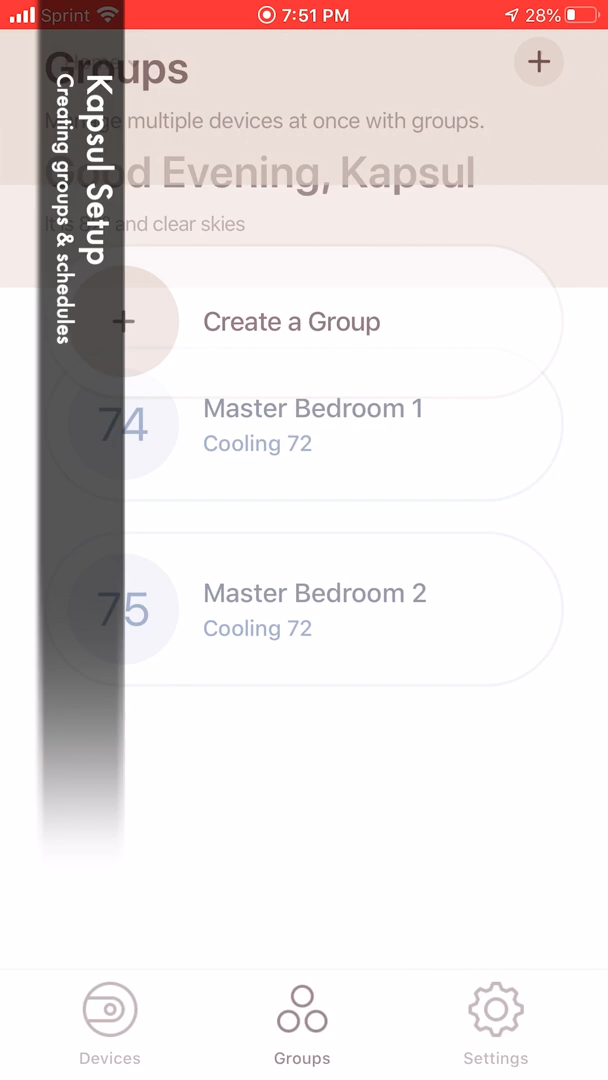 Sprint 7:51 PM 28%
Groups
Manage multiple devices at once with groups.
Good Evening, Kapsul
and clear skies
Create a Group
74
Master Bedroom 1
Cooling 72
75
Master Bedroom 2
Cooling 72
Kapsul Setup
Creating groups & schedules
Devices Groups Settings